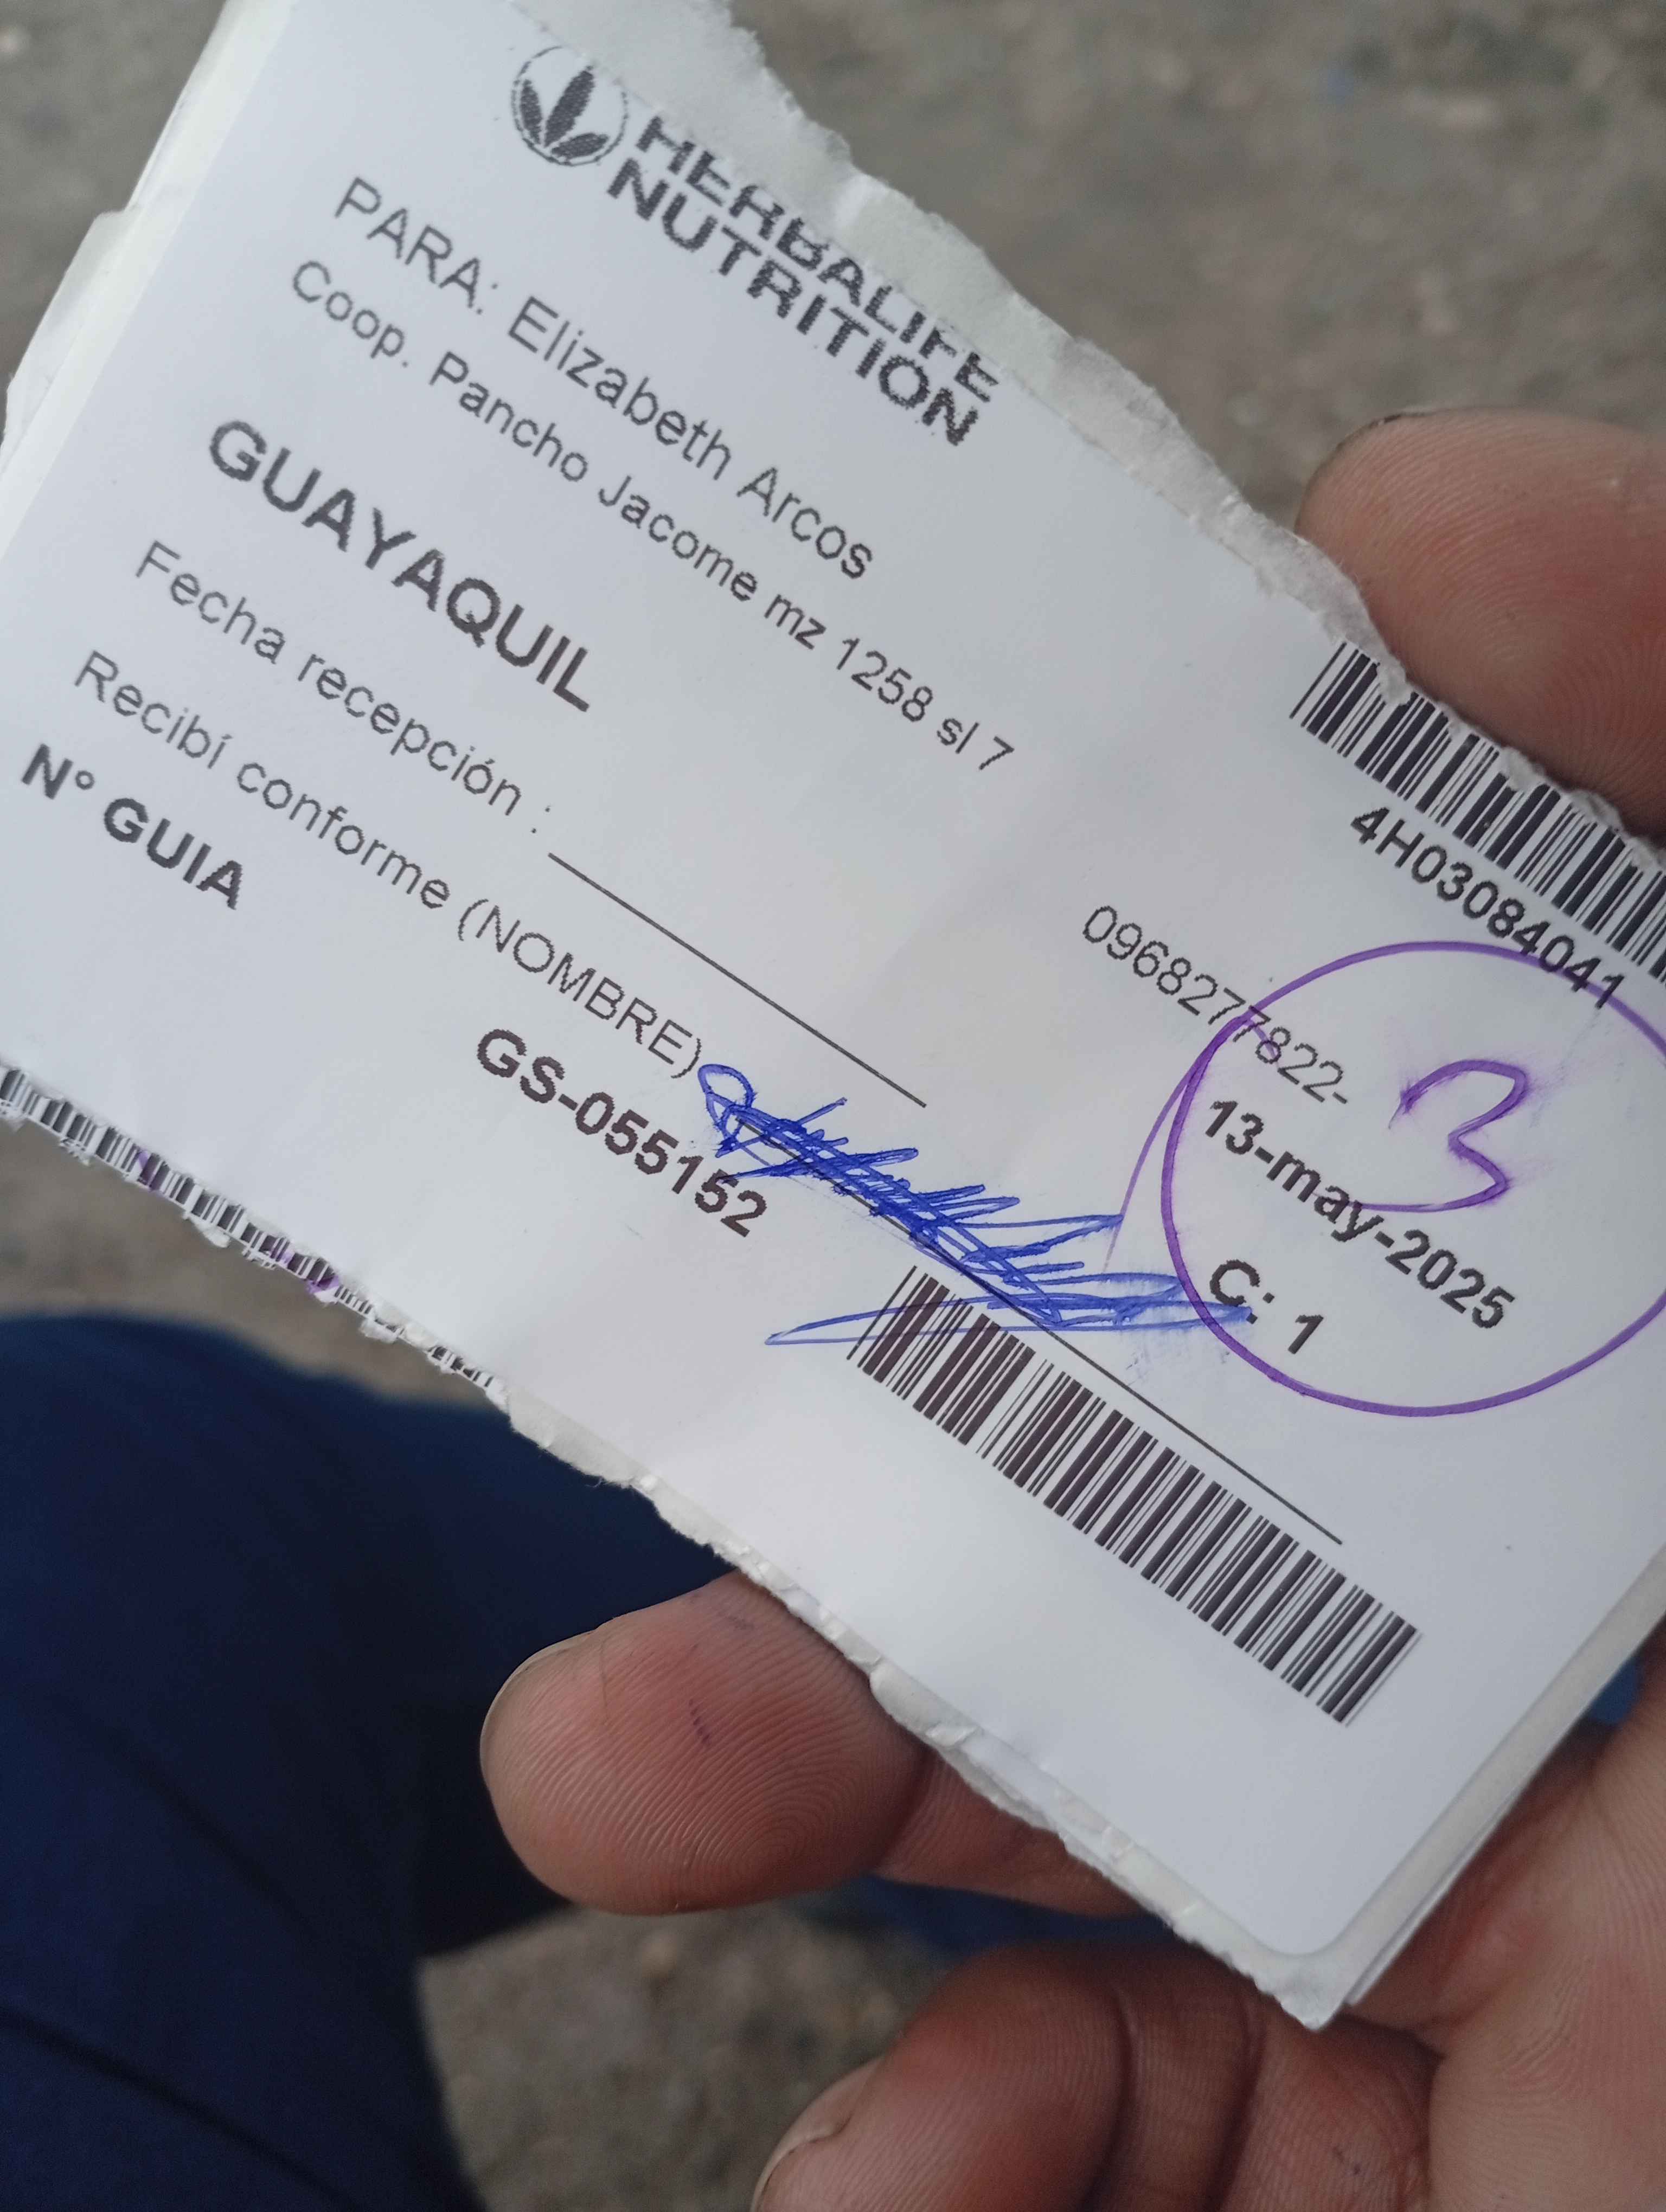 HERBALIFE
NUTRITION
4H03084041
PARA: Elizabeth Arcos
Coop. Pancho Jacome mz 1258 sl 7
0968277822-
GUAYAQUIL
13-may-2025
3
Fecha recepción :
C: 1
Recibí conforme (NOMBRE)
N° GUIA
GS-055152